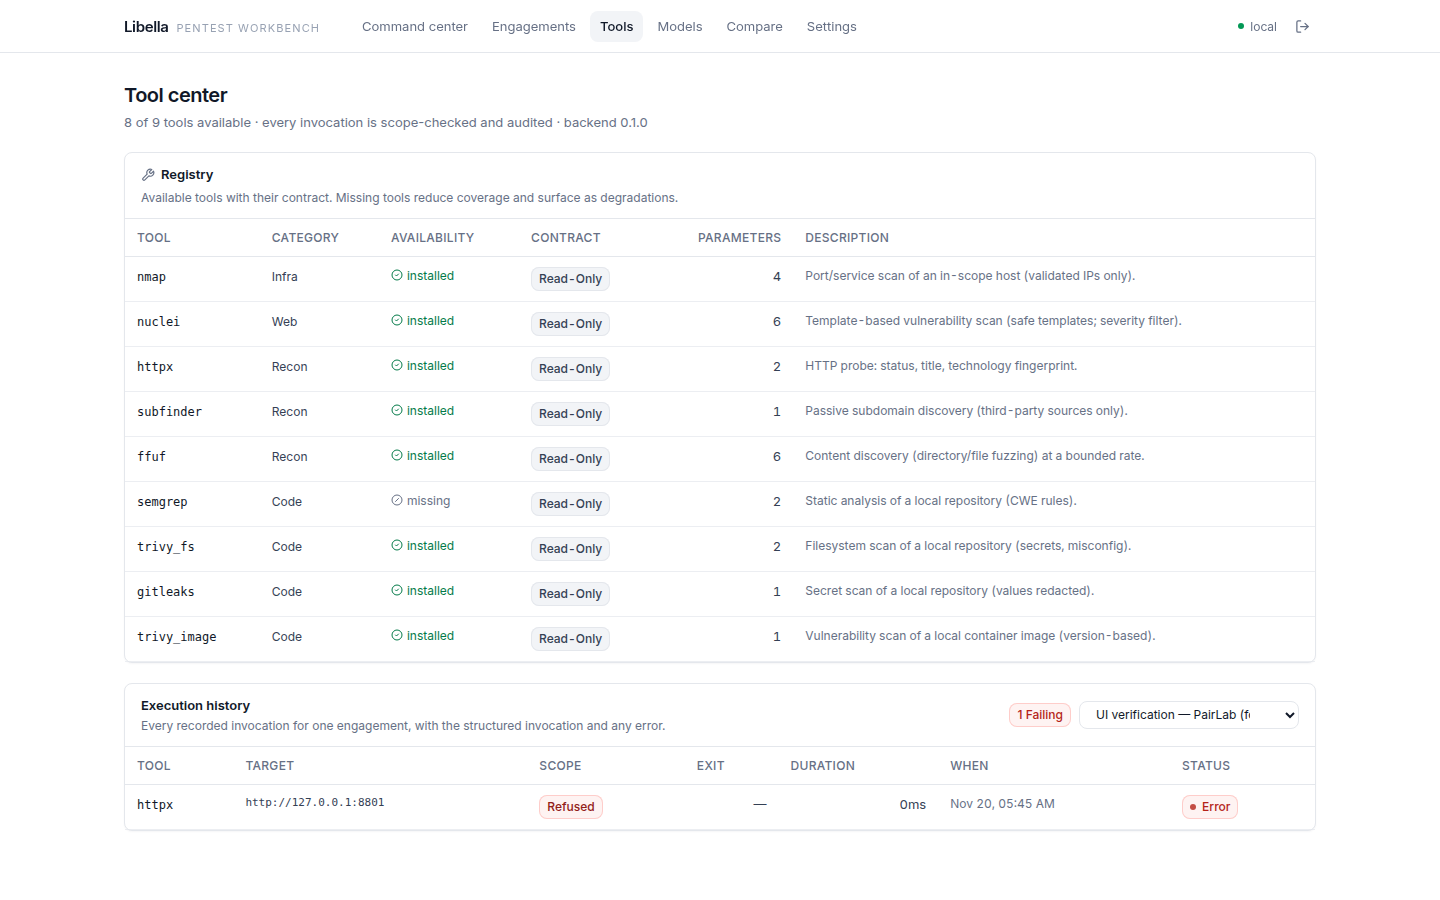 Libella PENTEST WORKBENCH Command center Engagements Tools Models Compare Settings local
Tool center
8 of 9 tools available · every invocation is scope-checked and audited · backend 0.1.0
Registry
Available tools with their contract. Missing tools reduce coverage and surface as degradations.
TOOL CATEGORY AVAILABILITY CONTRACT PARAMETERS DESCRIPTION
nmap Infra installed Read-Only 4 Port/service scan of an in-scope host (validated IPs only).
nuclei Web installed Read-Only 6 Template-based vulnerability scan (safe templates; severity filter).
httpx Recon installed Read-Only 2 HTTP probe: status, title, technology fingerprint.
subfinder Recon installed Read-Only 1 Passive subdomain discovery (third-party sources only).
ffuf Recon installed Read-Only 6 Content discovery (directory/file fuzzing) at a bounded rate.
semgrep Code missing Read-Only 2 Static analysis of a local repository (CWE rules).
trivy_fs Code installed Read-Only 2 Filesystem scan of a local repository (secrets, misconfig).
gitleaks Code installed Read-Only 1 Secret scan of a local repository (values redacted).
trivy_image Code installed Read-Only 1 Vulnerability scan of a local container image (version-based).
Execution history
Every recorded invocation for one engagement, with the structured invocation and any error.
1 Failing UI verification — PairLab
TOOL TARGET SCOPE EXIT DURATION WHEN STATUS
httpx http://127.0.0.1:8801 Refused — 0ms Nov 20, 05:45 AM Error